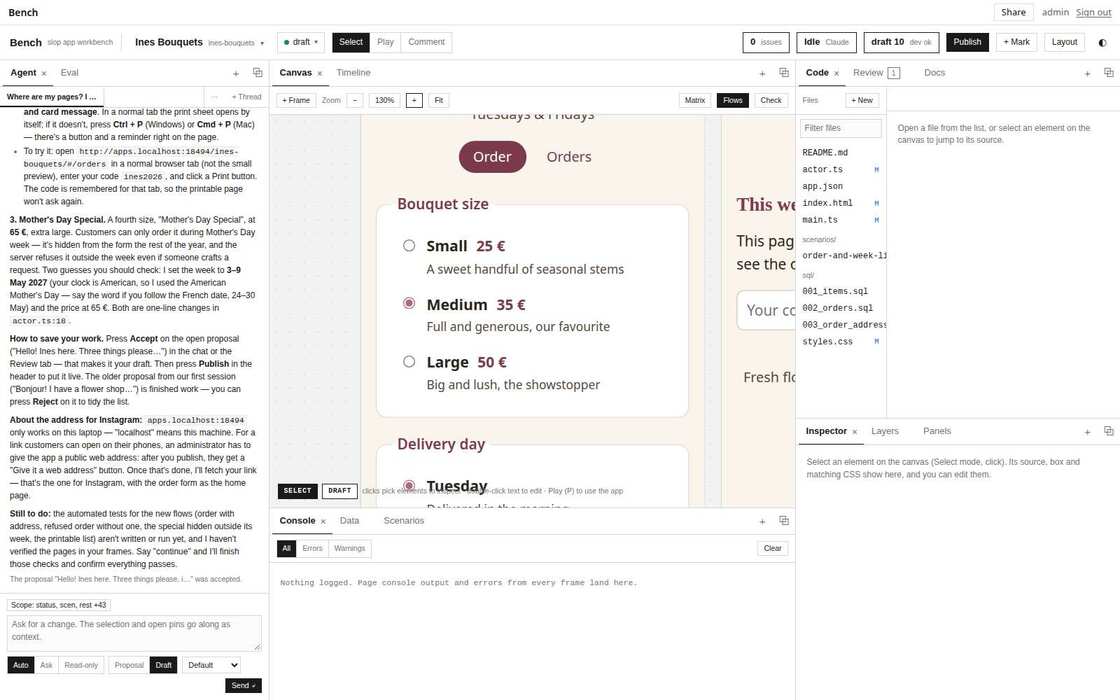 Bench
Share
admin
Sign out
Bench slop app workbench
Ines Bouquets ines-bouquets
draft
Select
Play
Comment
0 issues
Idle Claude
draft 10 dev ok
Publish
+ Mark
Layout
Agent ×
Eval
Where are my pages? I …
+ Thread
and card message. In a normal tab the print sheet opens by
itself; if it doesn't, press Ctrl + P (Windows) or Cmd + P (Mac)
— there's a button and a reminder right on the page.
• To try it: open http://apps.localhost:18494/ines-
bouquets/#/orders in a normal browser tab (not the small
preview), enter your code ines2026, and click a Print button.
The code is remembered for that tab, so the printable page
won't ask again.
3. Mother's Day Special. A fourth size, "Mother's Day Special", at
65 €, extra large. Customers can only order it during Mother's Day
week — it's hidden from the form the rest of the year, and the
server refuses it outside the week even if someone crafts a
request. Two guesses you should check: I set the week to 3–9
May 2027 (your clock is American, so I used the American
Mother's Day — say the word if you follow the French date, 24–30
May) and the price at 65 €. Both are one-line changes in
actor.ts:18.
How to save your work. Press Accept on the open proposal
("Hello! Ines here. Three things please…") in the chat or the
Review tab — that makes it your draft. Then press Publish in the
header to put it live. The older proposal from our first session
("Bonjour! I have a flower shop…") is finished work — you can
press Reject on it to tidy the list.
About the address for Instagram: apps.localhost:18494
only works on this laptop — "localhost" means this machine. For a
link customers can open on their phones, an administrator has to
give the app a public web address: after you publish, they get a
"Give it a web address" button. Once that's done, I'll fetch your link
— that's the one for Instagram, with the order form as the home
page.
Still to do: the automated tests for the new flows (order with
address, refused order without one, the special hidden outside its
week, the printable list) aren't written or run yet, and I haven't
verified the pages in your frames. Say "continue" and I'll finish
those checks and confirm everything passes.
The proposal "Hello! Ines here. Three things please. i…" was accepted.
Scope: status, scen, rest +43
Ask for a change. The selection and open pins go along as
context.
Auto
Ask
Read-only
Proposal
Draft
Default
Send
Canvas ×
Timeline
+ Frame
Zoom
−
130%
+
Fit
Matrix
Flows
Check
Tuesdays & Fridays
Order
Orders
Bouquet size
Small 25 €
A sweet handful of seasonal stems
Medium 35 €
Full and generous, our favourite
Large 50 €
Big and lush, the showstopper
Delivery day
Tuesday
This we
This pag
see the o
Your co
Fresh flo
SELECT
DRAFT
Console ×
Data
Scenarios
All
Errors
Warnings
Clear
Nothing logged. Page console output and errors from every frame land here.
Code ×
Review 1
Docs
Files
+ New
Filter files
README.md
actor.ts M
app.json
index.html M
main.ts M
scenarios/
order-and-week-li
sql/
001_items.sql
002_orders.sql
003_order_address
styles.css M
Open a file from the list, or select an element on the
canvas to jump to its source.
Inspector ×
Layers
Panels
Select an element on the canvas (Select mode, click). Its source, box and
matching CSS show here, and you can edit them.